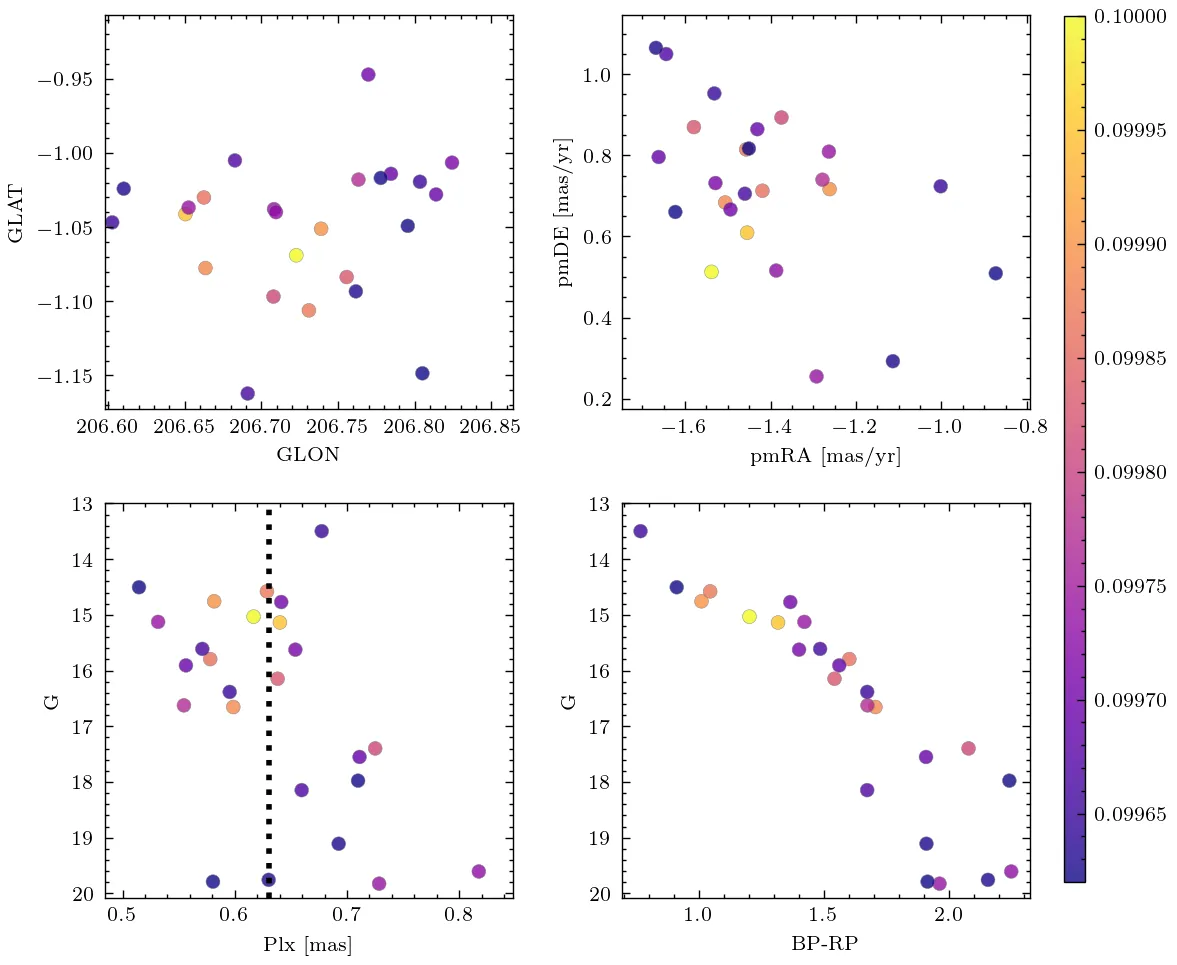 −0.95
−1.00
−1.05
−1.10
−1.15
GLAT
206.60 206.65 206.70 206.75 206.80 206.85
GLON
1.0
0.8
0.6
0.4
0.2
pmDE [mas/yr]
−1.6 −1.4 −1.2 −1.0 −0.8
pmRA [mas/yr]
13
14
15
16
17
18
19
20
G
0.5 0.6 0.7 0.8
Plx [mas]
13
14
15
16
17
18
19
20
G
1.0 1.5 2.0
BP-RP
0.10000
0.09995
0.09990
0.09985
0.09980
0.09975
0.09970
0.09965